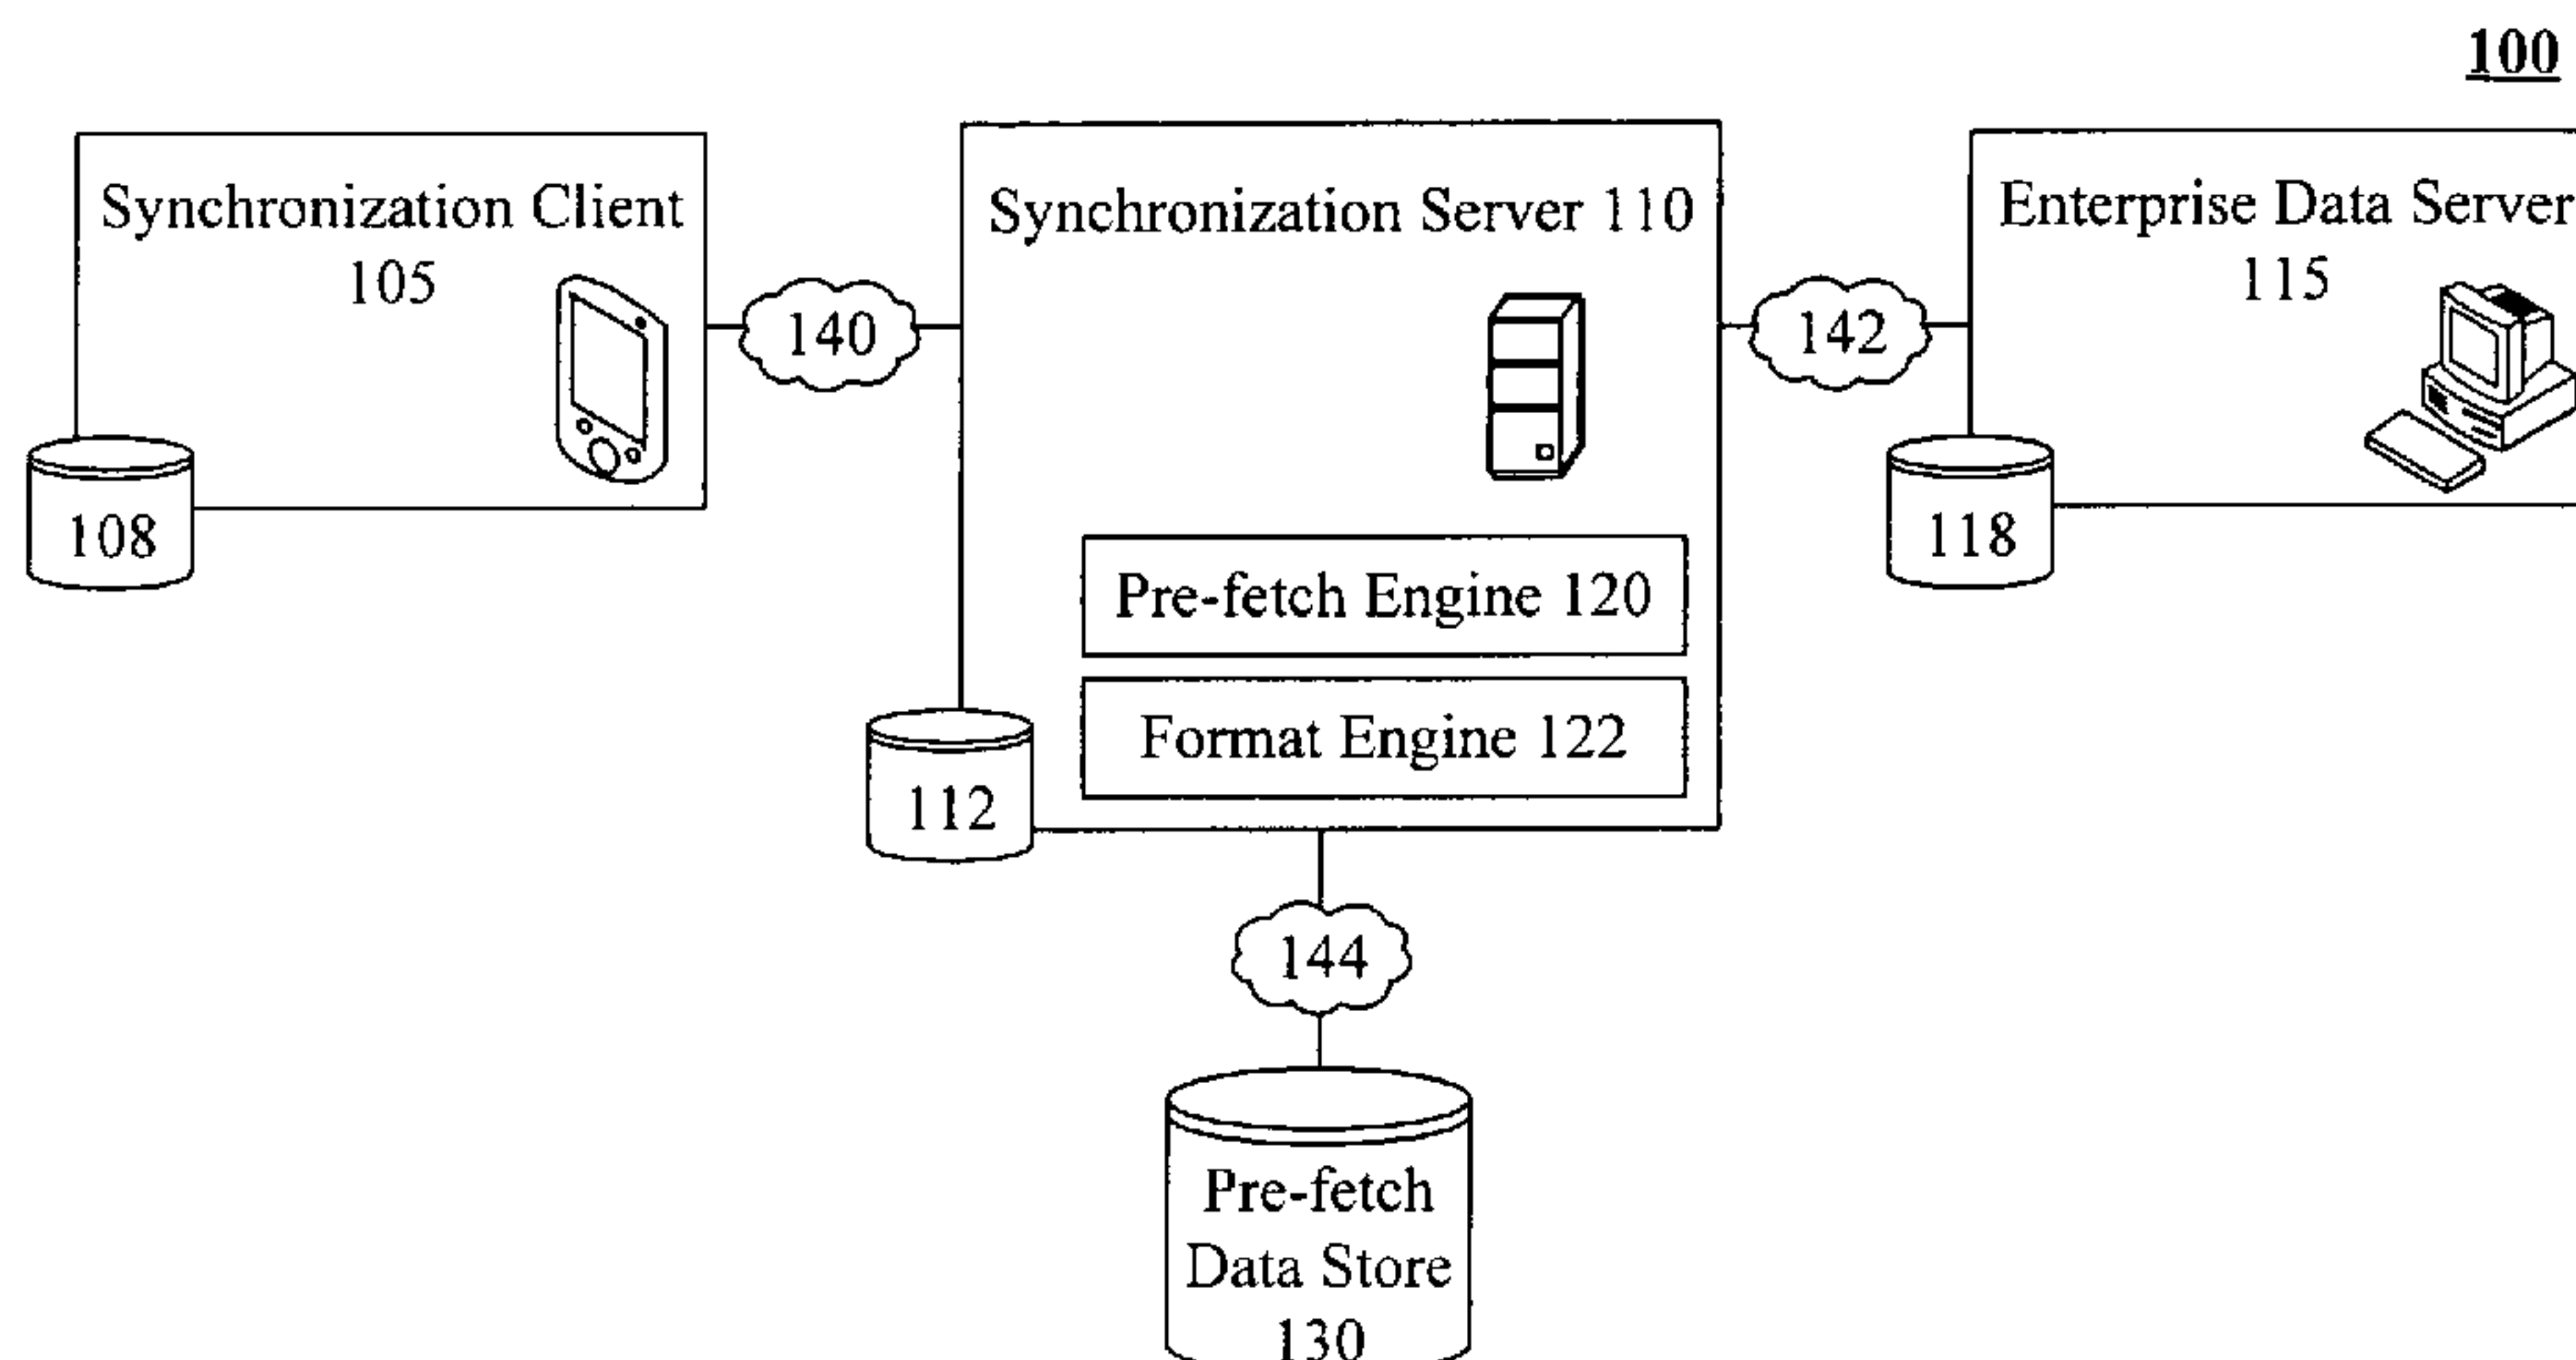 100
Synchronization Client
105
108
140
Synchronization Server 110
Pre-fetch Engine 120
Format Engine 122
112
142
Enterprise Data Server
115
118
144
Pre-fetch
Data Store
130